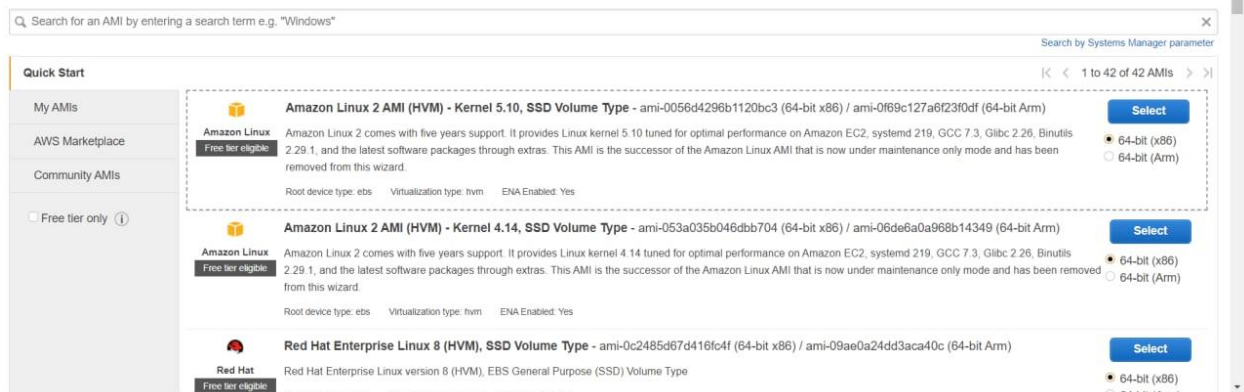 Search for an AMI by entering a search term e.g. "Windows"
Search by Systems Manager parameter
Quick Start
1 to 42 of 42 AMIs
My AMIs
AWS Marketplace
Community AMIs
Free tier only
Amazon Linux
Free tier eligible
Amazon Linux 2 AMI (HVM) - Kernel 5.10, SSD Volume Type - ami-0056d4296b1120bc3 (64-bit x86) / ami-0f69c127a6f23f0df (64-bit Arm)
Amazon Linux 2 comes with five years support. It provides Linux kernel 5.10 tuned for optimal performance on Amazon EC2, systemd 219, GCC 7.3, Glibc 2.26, Binutils
2.29.1, and the latest software packages through extras. This AMI is the successor of the Amazon Linux AMI that is now under maintenance only mode and has been
removed from this wizard.
Root device type: ebs Virtualization type: hvm ENA Enabled: Yes
Select
64-bit (x86)
64-bit (Arm)
Amazon Linux
Free tier eligible
Amazon Linux 2 AMI (HVM) - Kernel 4.14, SSD Volume Type - ami-053a035b046dbb704 (64-bit x86) / ami-06de6a0a968b14349 (64-bit Arm)
Amazon Linux 2 comes with five years support. It provides Linux kernel 4.14 tuned for optimal performance on Amazon EC2, systemd 219, GCC 7.3, Glibc 2.26, Binutils
2.29.1, and the latest software packages through extras. This AMI is the successor of the Amazon Linux AMI that is now under maintenance only mode and has been removed
from this wizard.
Root device type: ebs Virtualization type: hvm ENA Enabled: Yes
Select
64-bit (x86)
64-bit (Arm)
Red Hat
Free tier eligible
Red Hat Enterprise Linux 8 (HVM), SSD Volume Type - ami-0c2485d67d416fc4f (64-bit x86) / ami-09ae0a24dd3aca40c (64-bit Arm)
Red Hat Enterprise Linux version 8 (HVM), EBS General Purpose (SSD) Volume Type
Select
64-bit (x86)